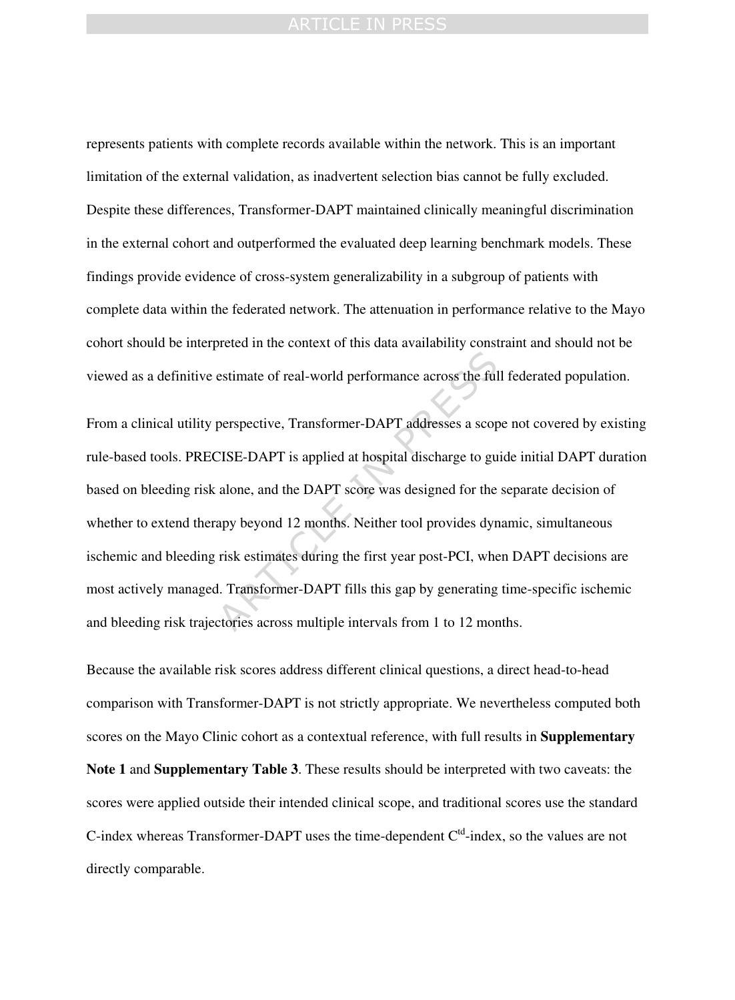 ARTICLE IN PRESS
represents patients with complete records available within the network. This is an important
limitation of the external validation, as inadvertent selection bias cannot be fully excluded.
Despite these differences, Transformer-DAPT maintained clinically meaningful discrimination
in the external cohort and outperformed the evaluated deep learning benchmark models. These
findings provide evidence of cross-system generalizability in a subgroup of patients with
complete data within the federated network. The attenuation in performance relative to the Mayo
cohort should be interpreted in the context of this data availability constraint and should not be
viewed as a definitive estimate of real-world performance across the full federated population.
From a clinical utility perspective, Transformer-DAPT addresses a scope not covered by existing
rule-based tools. PRECISE-DAPT is applied at hospital discharge to guide initial DAPT duration
based on bleeding risk alone, and the DAPT score was designed for the separate decision of
whether to extend therapy beyond 12 months. Neither tool provides dynamic, simultaneous
ischemic and bleeding risk estimates during the first year post-PCI, when DAPT decisions are
most actively managed. Transformer-DAPT fills this gap by generating time-specific ischemic
and bleeding risk trajectories across multiple intervals from 1 to 12 months.
Because the available risk scores address different clinical questions, a direct head-to-head
comparison with Transformer-DAPT is not strictly appropriate. We nevertheless computed both
scores on the Mayo Clinic cohort as a contextual reference, with full results in Supplementary
Note 1 and Supplementary Table 3. These results should be interpreted with two caveats: the
scores were applied outside their intended clinical scope, and traditional scores use the standard
C-index whereas Transformer-DAPT uses the time-dependent Ctd-index, so the values are not
directly comparable.
ARTICLE IN PRESS